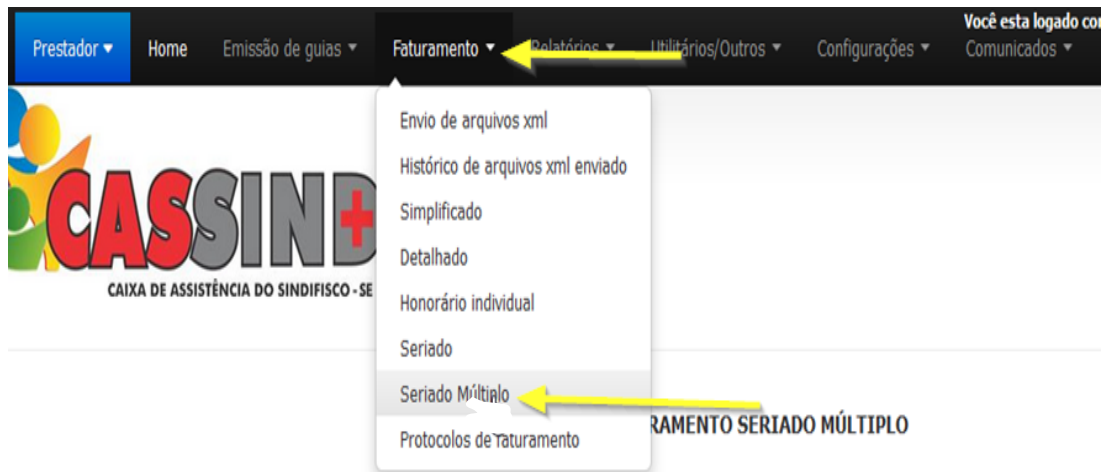 Você esta logado con
Prestador Home Emissão de guias Faturamento Relatórios Utilitários/Outros Configurações Comunicados
Envio de arquivos xml
Histórico de arquivos xml enviado
Simplificado
Detalhado
Honorário individual
Seriado
Seriado Múltiplo
Protocolos de faturamento
CASSIND
CAIXA DE ASSISTÊNCIA DO SINDIFISCO - SE
RAMENTO SERIADO MÚLTIPLO